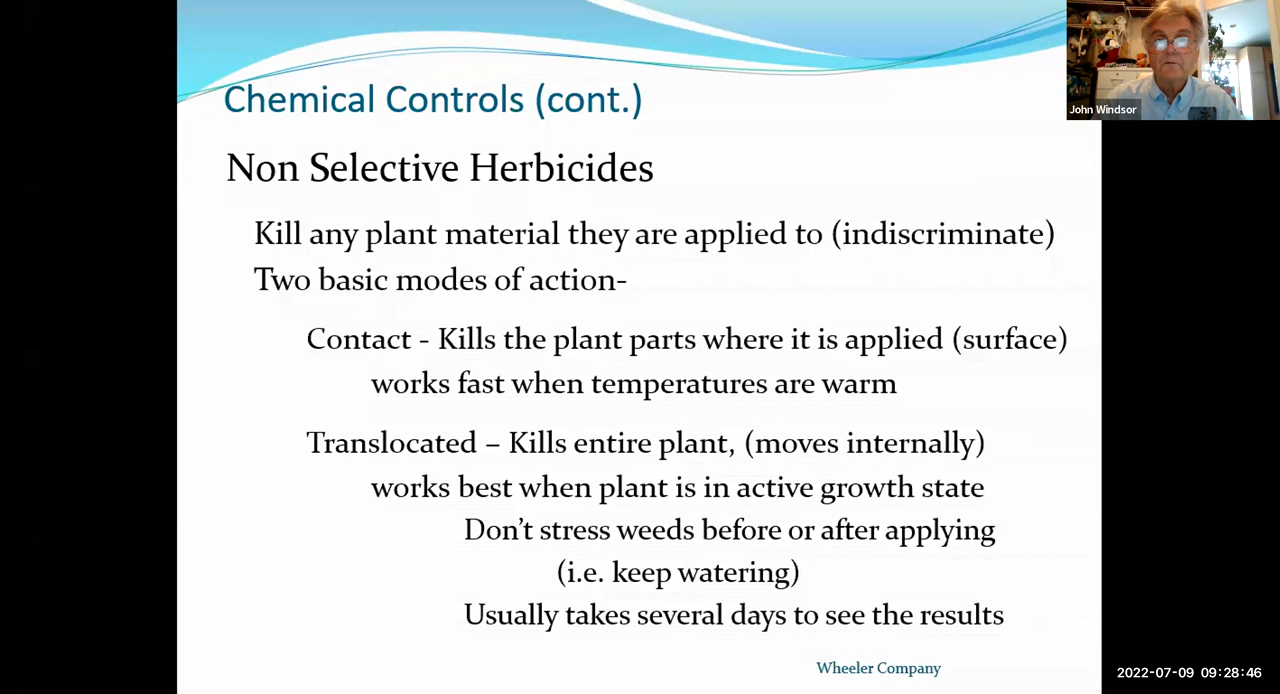 Chemical Controls (cont.)
John Windsor
Non Selective Herbicides
Kill any plant material they are applied to (indiscriminate)
Two basic modes of action-
Contact - Kills the plant parts where it is applied (surface)
works fast when temperatures are warm
Translocated – Kills entire plant, (moves internally)
works best when plant is in active growth state
Don’t stress weeds before or after applying
(i.e. keep watering)
Usually takes several days to see the results
Wheeler Company
2022-07-09 09:28:46